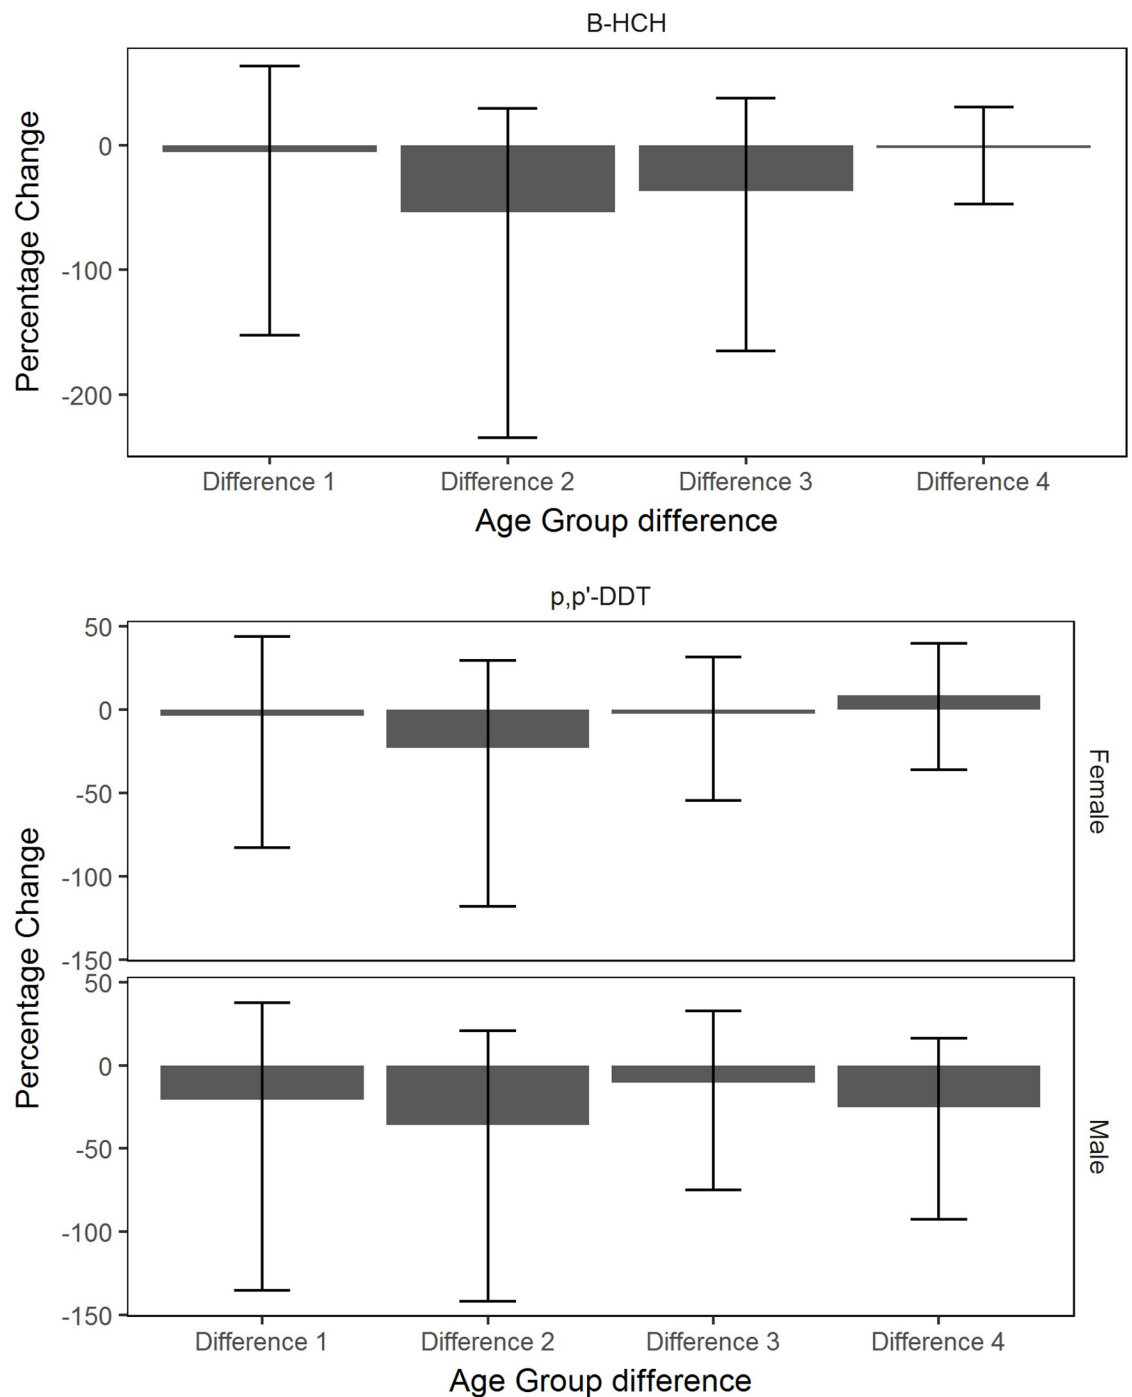 B-HCH
Percentage Change
0
-100
-200
Difference 1 Difference 2 Difference 3 Difference 4
Age Group difference
p,p'-DDT
Percentage Change
50
0
-50
-100
-150
Female
50
0
-50
-100
-150
Male
Difference 1 Difference 2 Difference 3 Difference 4
Age Group difference